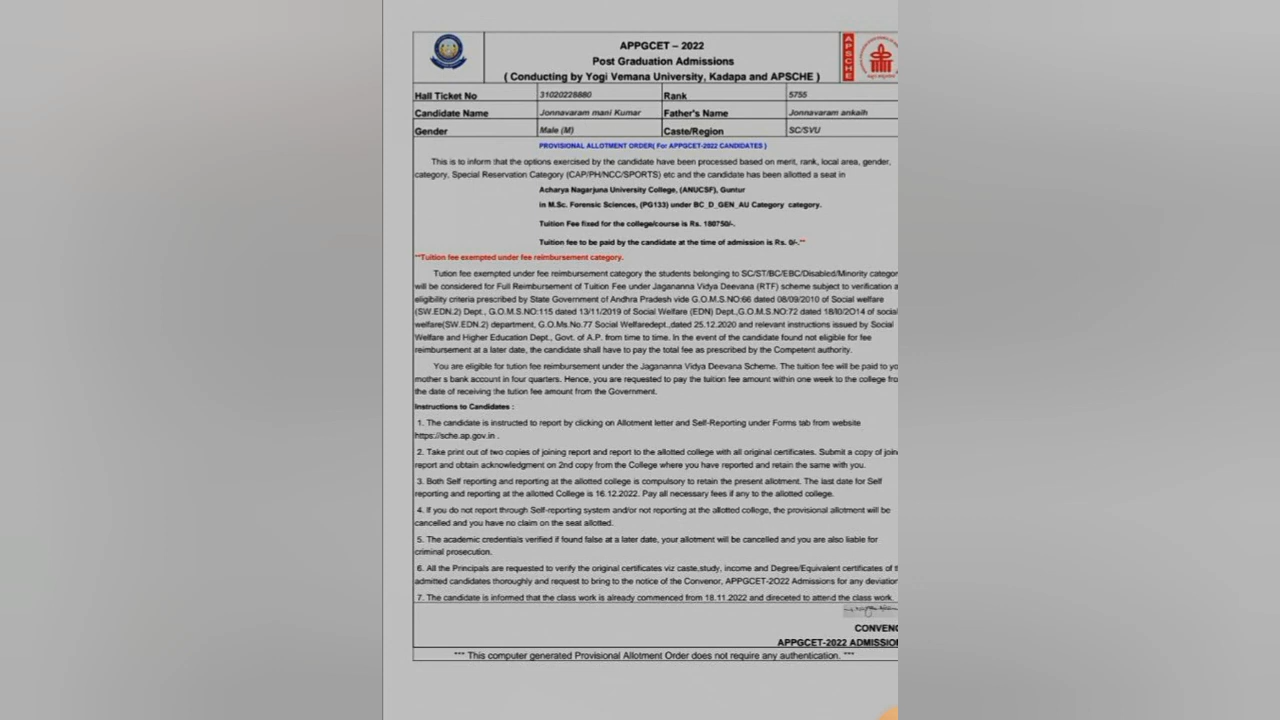 APPGCET – 2022
Post Graduation Admissions
( Conducting by Yogi Vemana University, Kadapa and APSCHE )
APSCHE
Hall Ticket No 31020228880 Rank 5755
Candidate Name Jonnavaram mani Kumar Father's Name Jonnavaram ankaih
Gender Male (M) Caste/Region SC/SVU
PROVISIONAL ALLOTMENT ORDER( For APPGCET-2022 CANDIDATES )
This is to inform that the options exercised by the candidate have been processed based on merit, rank, local area, gender,
category, Special Reservation Category (CAP/PH/NCC/SPORTS) etc and the candidate has been allotted a seat in
Acharya Nagarjuna University College, (ANUCSF), Guntur
in M.Sc. Forensic Sciences, (PG133) under BC_D_GEN_AU Category category.
Tuition Fee fixed for the college/course is Rs. 180750/-.
Tuition fee to be paid by the candidate at the time of admission is Rs. 0/-.**
**Tuition fee exempted under fee reimbursement category.
Tution fee exempted under fee reimbursement category the students belonging to SC/ST/BC/EBC/Disabled/Minority categor
will be considered for Full Reimbursement of Tuition Fee under Jagananna Vidya Deevana (RTF) scheme subject to verification a
eligibility criteria prescribed by State Government of Andhra Pradesh vide G.O.M.S.NO:66 dated 08/09/2010 of Social welfare
(SW.EDN.2) Dept., G.O.M.S.NO:115 dated 13/11/2019 of Social Welfare (EDN) Dept.,G.O.M.S.NO:72 dated 18/I0/2O14 of social
welfare(SW.EDN.2) department, G.O.Ms.No.77 Social Welfaredept.,dated 25.12.2020 and relevant instructions issued by Social
Welfare and Higher Education Dept., Govt. of A.P. from time to time. In the event of the candidate found not eligible for fee
reimbursement at a later date, the candidate shall have to pay the total fee as prescribed by the Competent authority.
You are eligible for tution fee reimbursement under the Jagananna Vidya Deevana Scheme. The tuition fee will be paid to yo
mother s bank account in four quarters. Hence, you are requested to pay the tuition fee amount within one week to the college fro
the date of receiving the tution fee amount from the Government.
Instructions to Candidates :
1. The candidate is instructed to report by clicking on Allotment letter and Self-Reporting under Forms tab from website
https://sche.ap.gov.in .
2. Take print out of two copies of joining report and report to the allotted college with all original certificates. Submit a copy of join
report and obtain acknowledgment on 2nd copy from the College where you have reported and retain the same with you.
3. Both Self reporting and reporting at the allotted college is compulsory to retain the present allotment. The last date for Self
reporting and reporting at the allotted College is 16.12.2022. Pay all necessary fees if any to the allotted college.
4. If you do not report through Self-reporting system and/or not reporting at the allotted college, the provisional allotment will be
cancelled and you have no claim on the seat allotted.
5. The academic credentials verified if found false at a later date, your allotment will be cancelled and you are also liable for
criminal prosecution.
6. All the Principals are requested to verify the original certificates viz caste,study, income and Degree/Equivalent certificates of t
admitted candidates thoroughly and request to bring to the notice of the Convenor, APPGCET-2O22 Admissions for any deviation
7. The candidate is informed that the class work is already commenced from 18.11.2022 and direceted to attend the class work.
CONVENO
APPGCET-2022 ADMISSIO
*** This computer generated Provisional Allotment Order does not require any authentication. ***